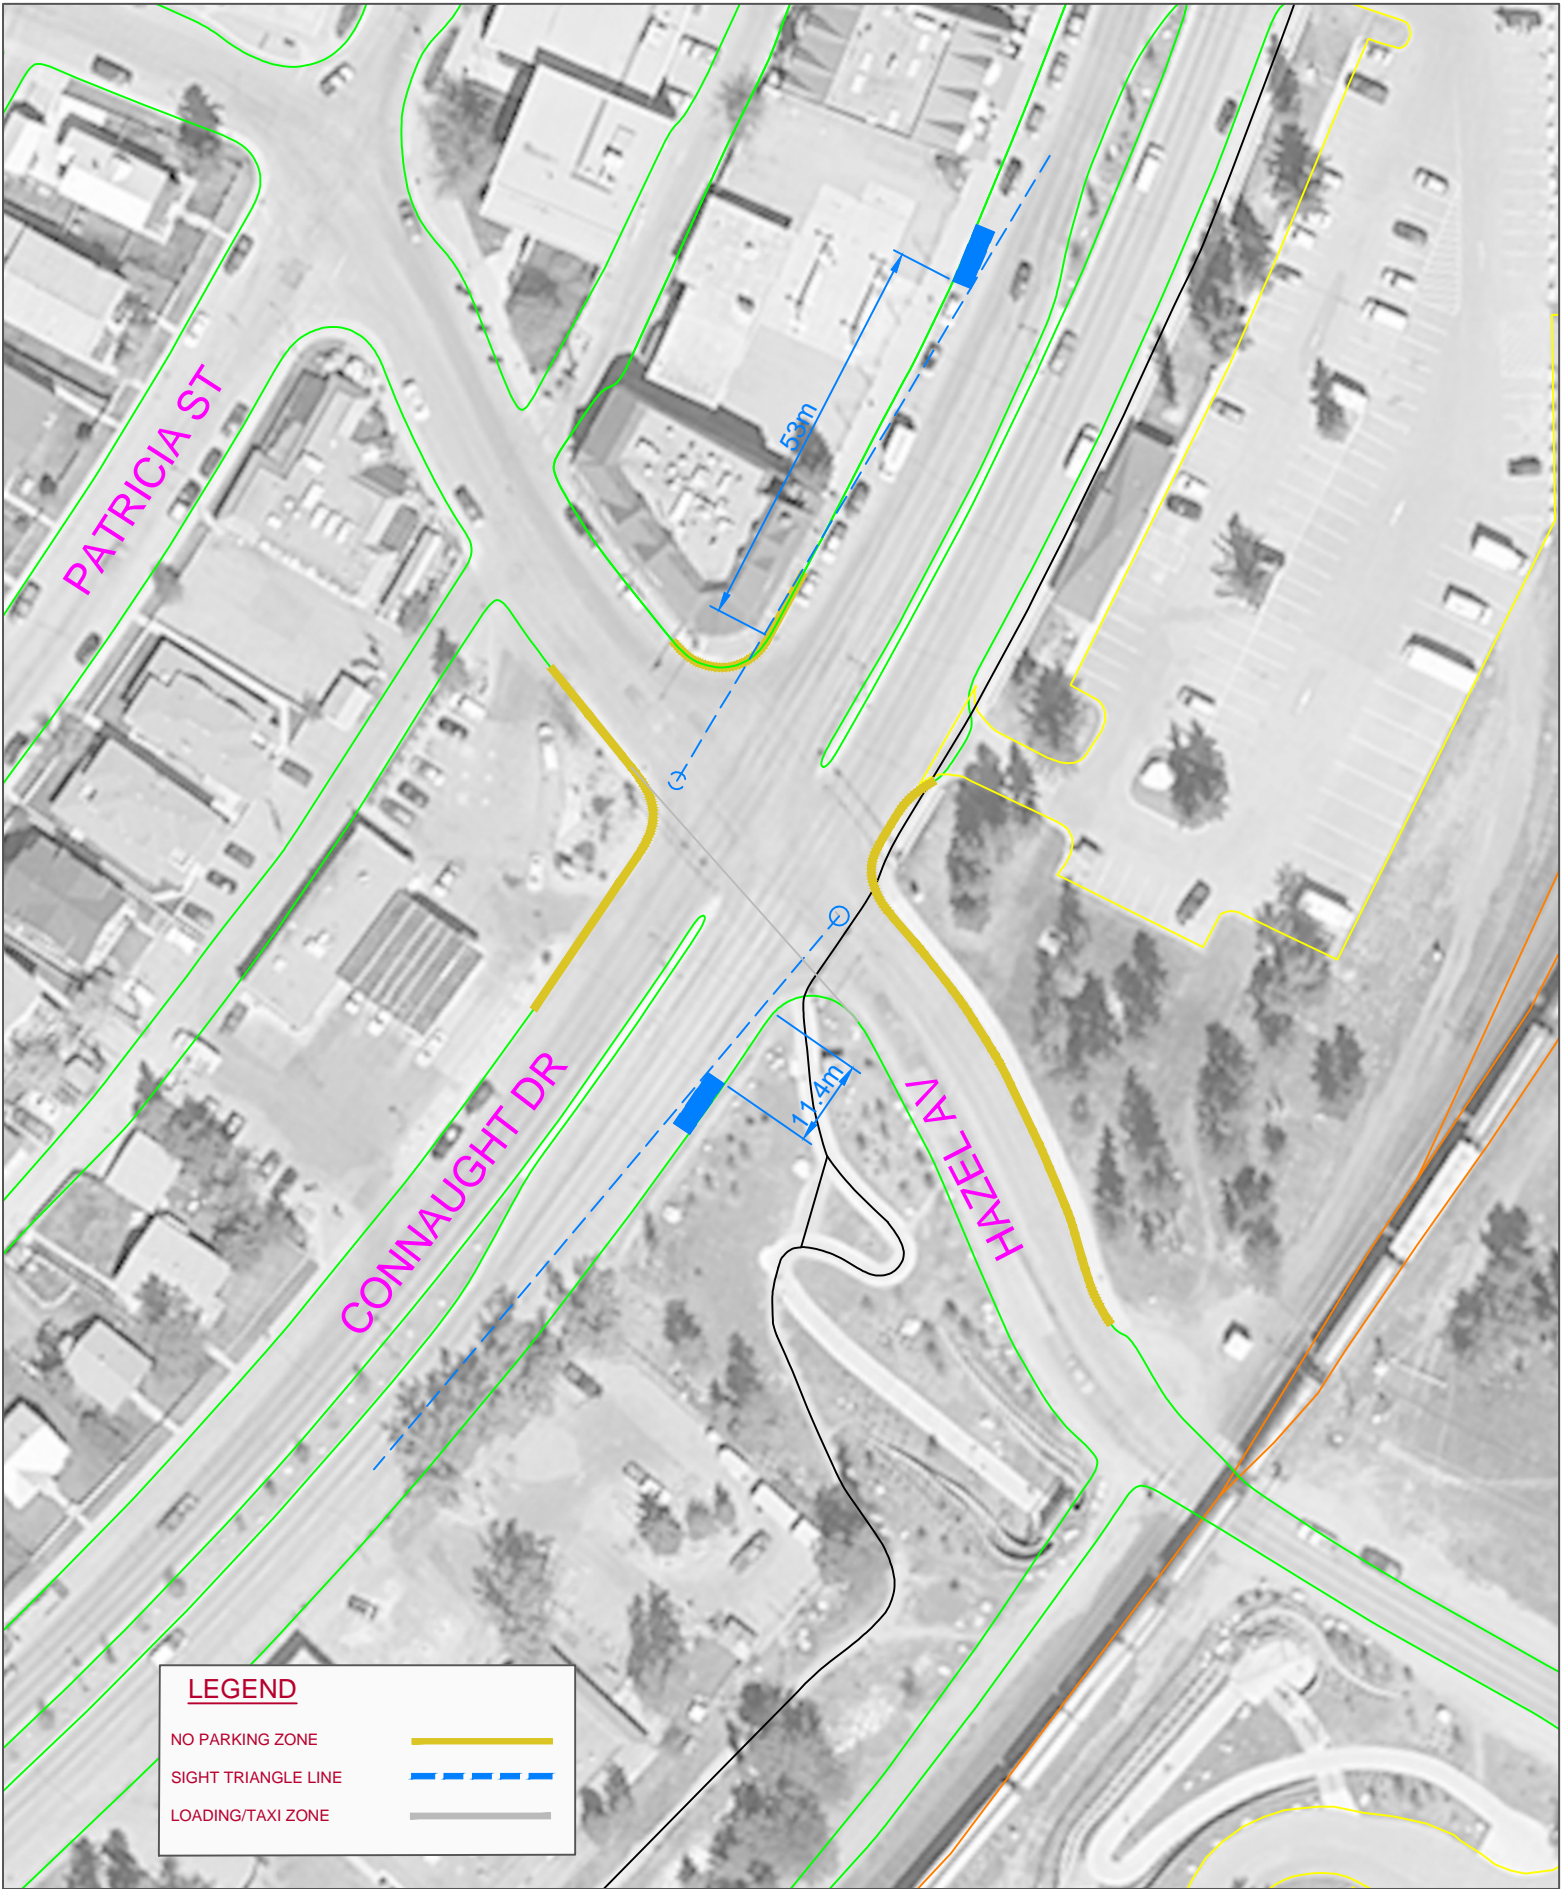 PATRICIA ST
53m
CONNAUGHT DR
11.4m
HAZEL AV
LEGEND
NO PARKING ZONE
SIGHT TRIANGLE LINE
LOADING/TAXI ZONE